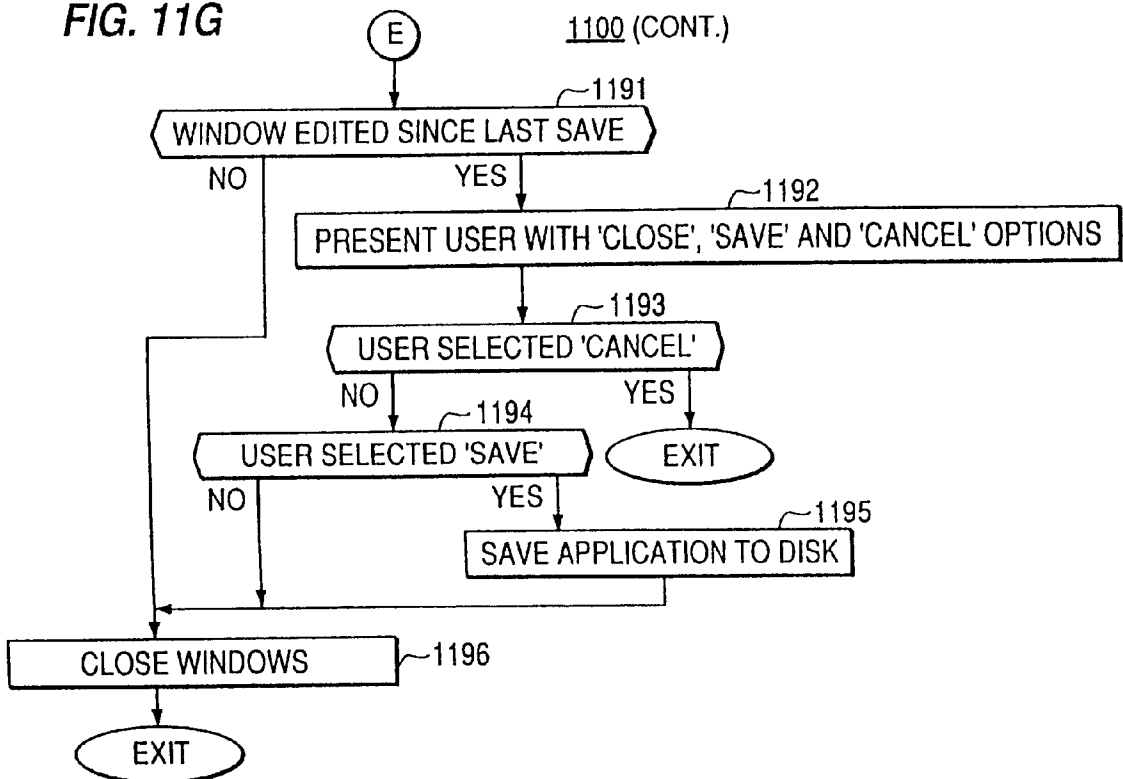 FIG. 11G
E
1100 (CONT.)
1191
WINDOW EDITED SINCE LAST SAVE
NO
YES
1192
PRESENT USER WITH 'CLOSE', 'SAVE' AND 'CANCEL' OPTIONS
1193
USER SELECTED 'CANCEL'
NO
YES
1194
USER SELECTED 'SAVE'
EXIT
NO
YES
1195
SAVE APPLICATION TO DISK
CLOSE WINDOWS
1196
EXIT